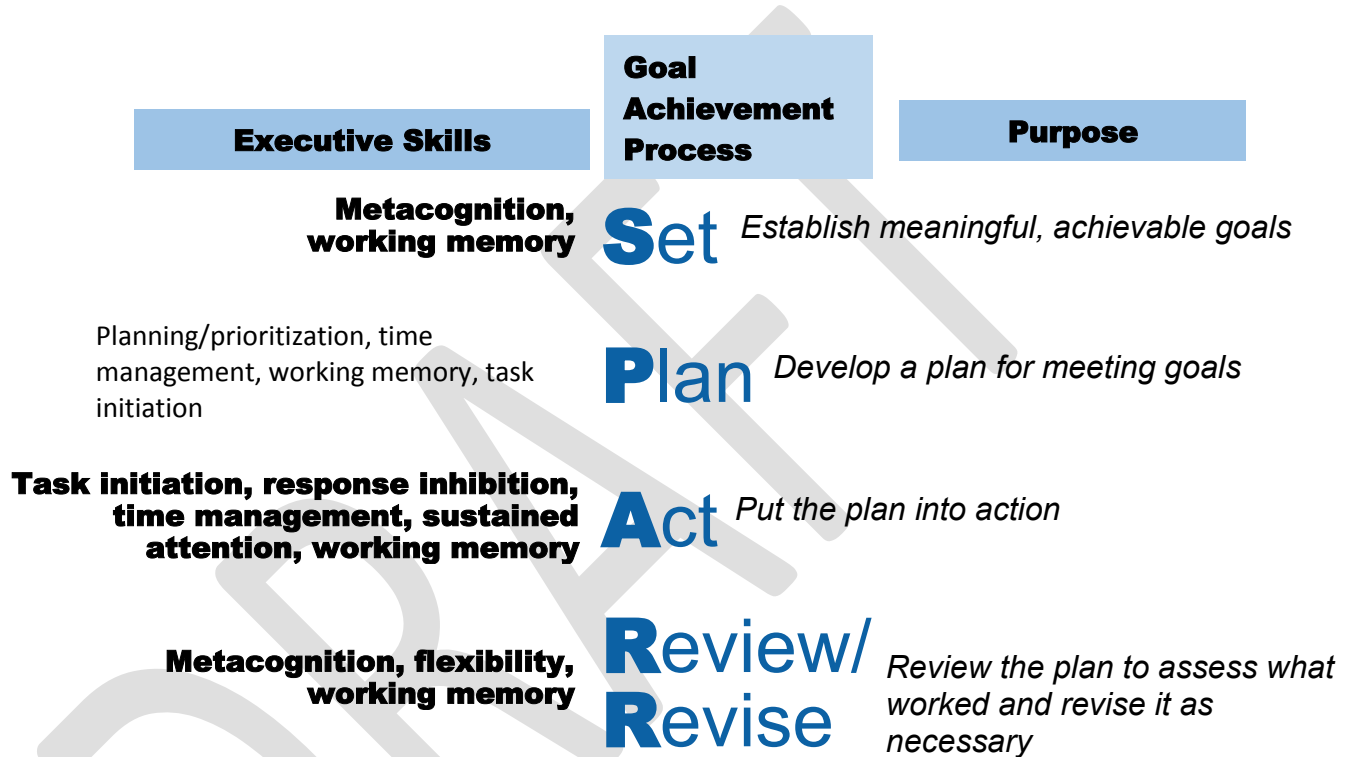 Executive Skills
Goal
Achievement
Process
Purpose
Metacognition,
working memory
Set
Establish meaningful, achievable goals
Planning/prioritization, time
management, working memory, task
initiation
Plan
Develop a plan for meeting goals
Task initiation, response inhibition,
time management, sustained
attention, working memory
Act
Put the plan into action
Metacognition, flexibility,
working memory
Review/
Revise
Review the plan to assess what
worked and revise it as
necessary
DRAFT